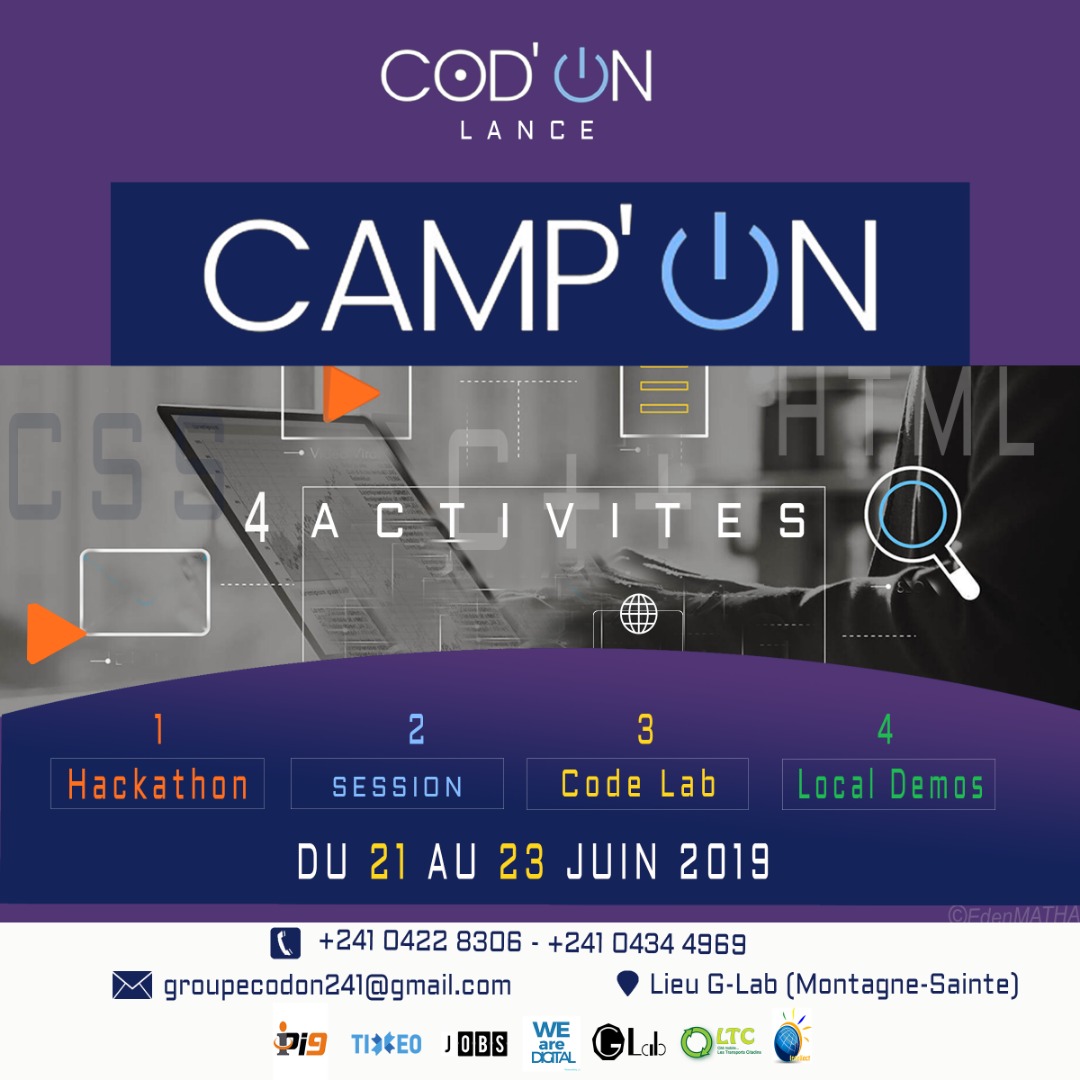 COD'ON
LANCE
CAMP'ON
CSS
C++
HTML
4 ACTIVITES
1
Hackathon
2
SESSION
3
Code Lab
4
Local Demos
DU 21 AU 23 JUIN 2019
©EdenMATHA
+241 0422 8306 - +241 0434 4969
groupecodon241@gmail.com
Lieu G-Lab (Montagne-Sainte)
Pi9
TIXEO
JOBS
WE
are
DIGITAL
GLab
LTC